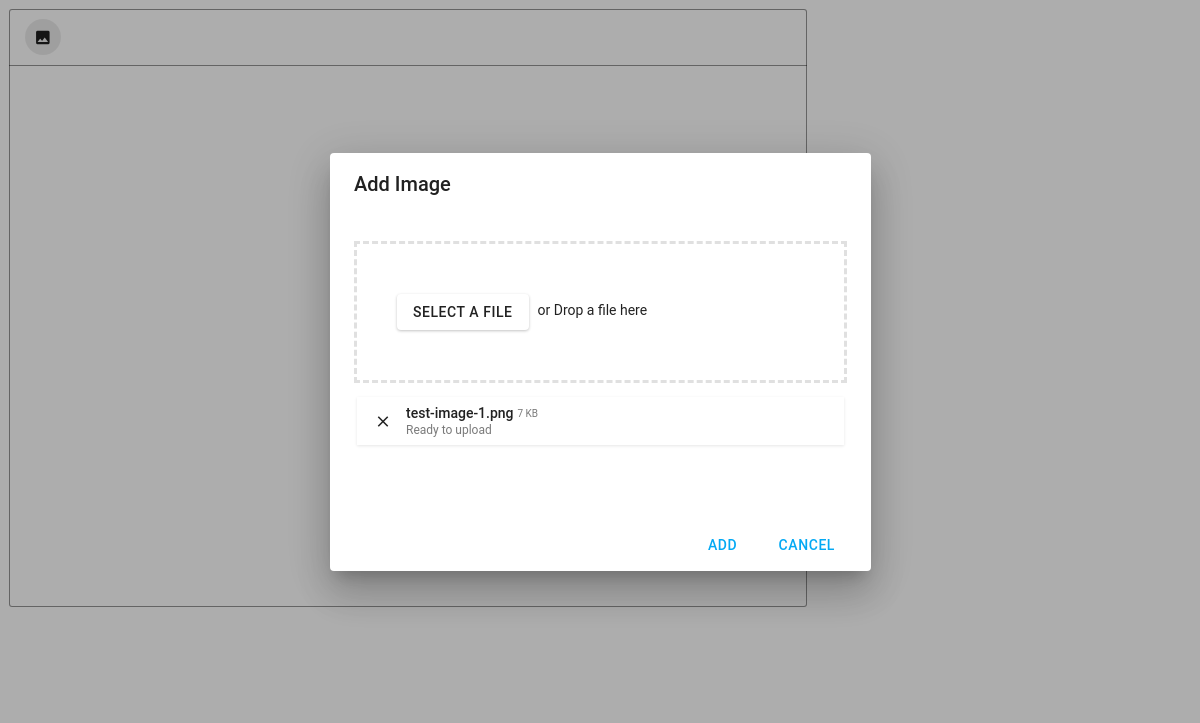 Add Image
SELECT A FILE or Drop a file here
test-image-1.png 7 KB
Ready to upload
ADD CANCEL